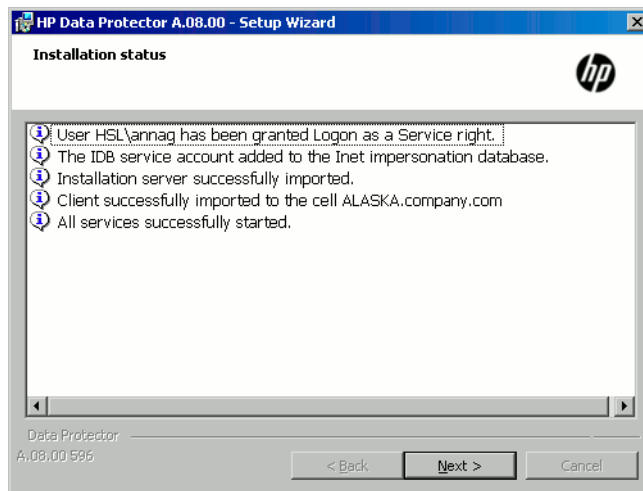 HP Data Protector A.08.00 - Setup Wizard
Installation status
hp
User HSL\annag has been granted Logon as a Service right.
The IDB service account added to the Inet impersonation database.
Installation server successfully imported.
Client successfully imported to the cell ALASKA.company.com
All services successfully started.
Data Protector
A.08.00 596
< Back
Next >
Cancel